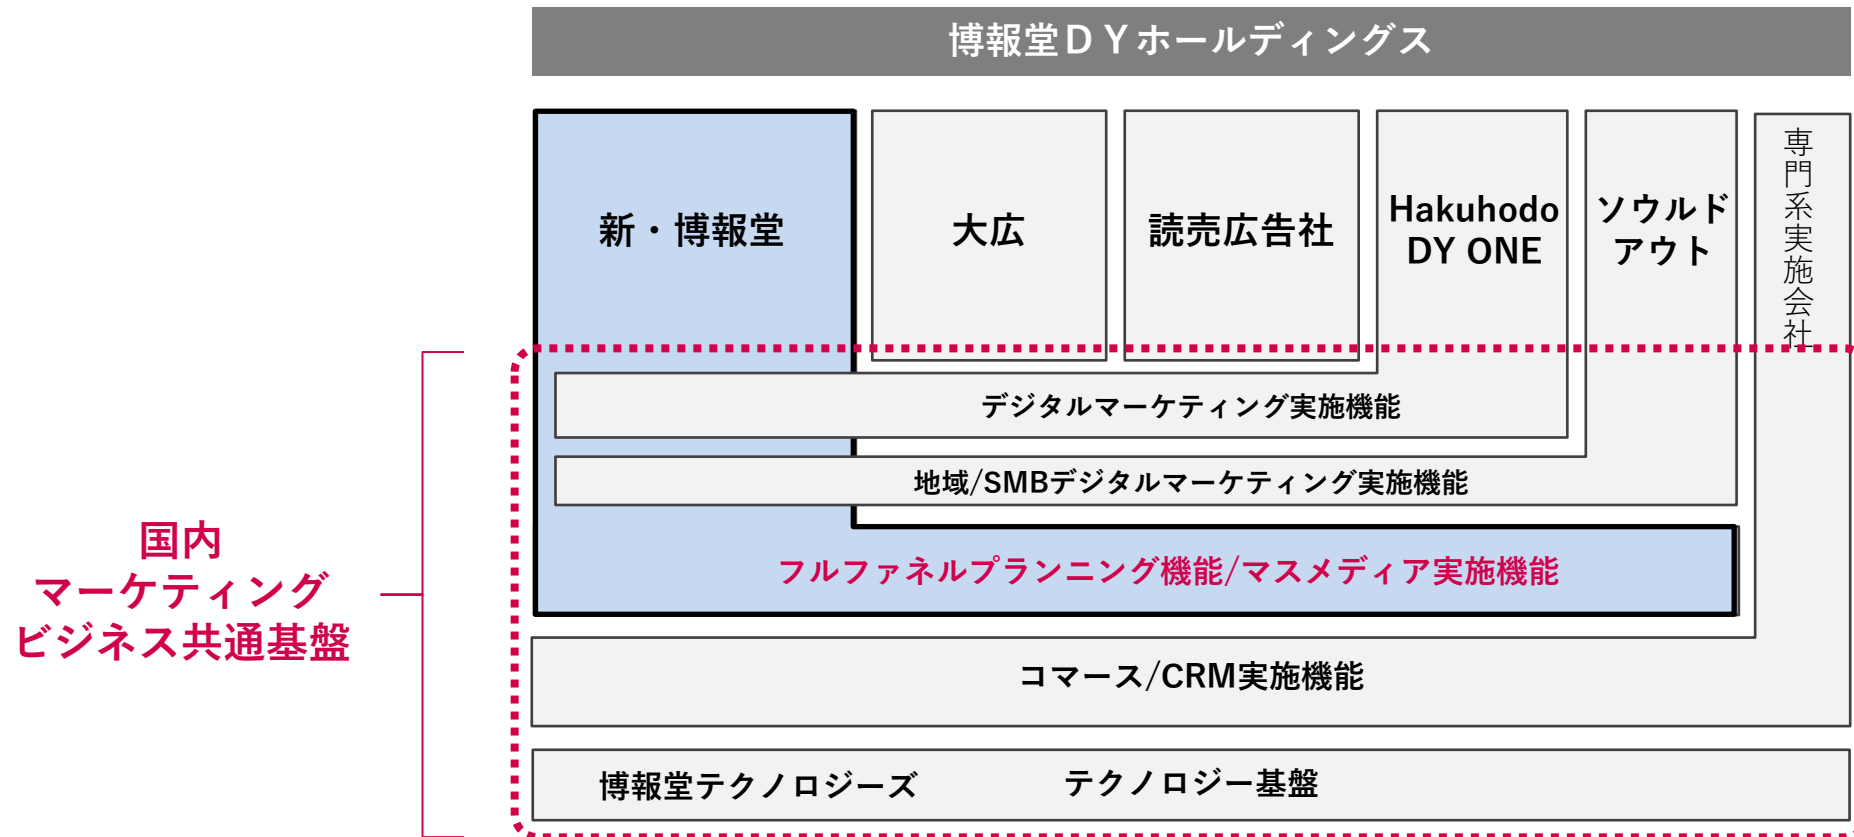 博報堂ＤＹホールディングス
新・博報堂
大広
読売広告社
Hakuhodo
DY ONE
ソウルド
アウト
専門系実施会社
デジタルマーケティング実施機能
地域/SMBデジタルマーケティング実施機能
フルファネルプランニング機能/マスメディア実施機能
国内
マーケティング
ビジネス共通基盤
コマース/CRM実施機能
博報堂テクノロジーズ
テクノロジー基盤